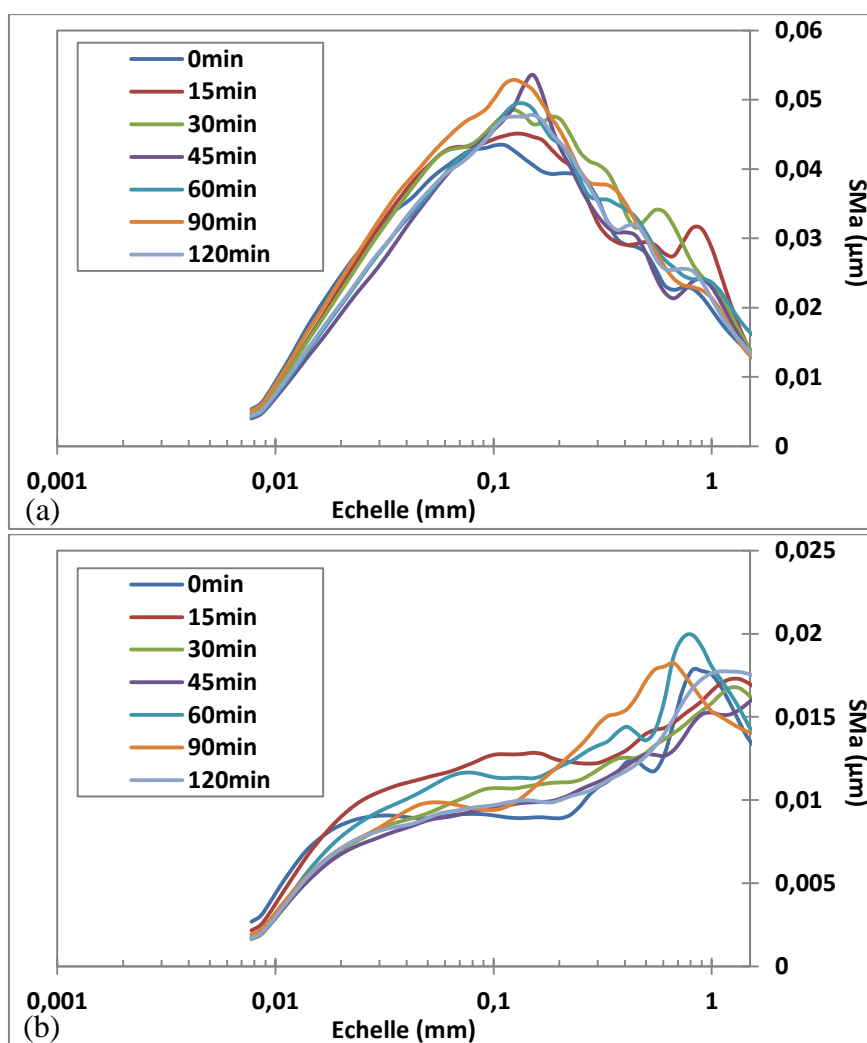 0,06
0min
15min
30min
45min
60min
90min
120min
0,05
0,04
0,03
0,02
0,01
0
SMa (µm)
0,001
0,01
0,1
1
Echelle (mm)
(a)
0,025
0min
15min
30min
45min
60min
90min
120min
0,02
0,015
0,01
0,005
0
SMa (µm)
0,001
0,01
0,1
1
Echelle (mm)
(b)